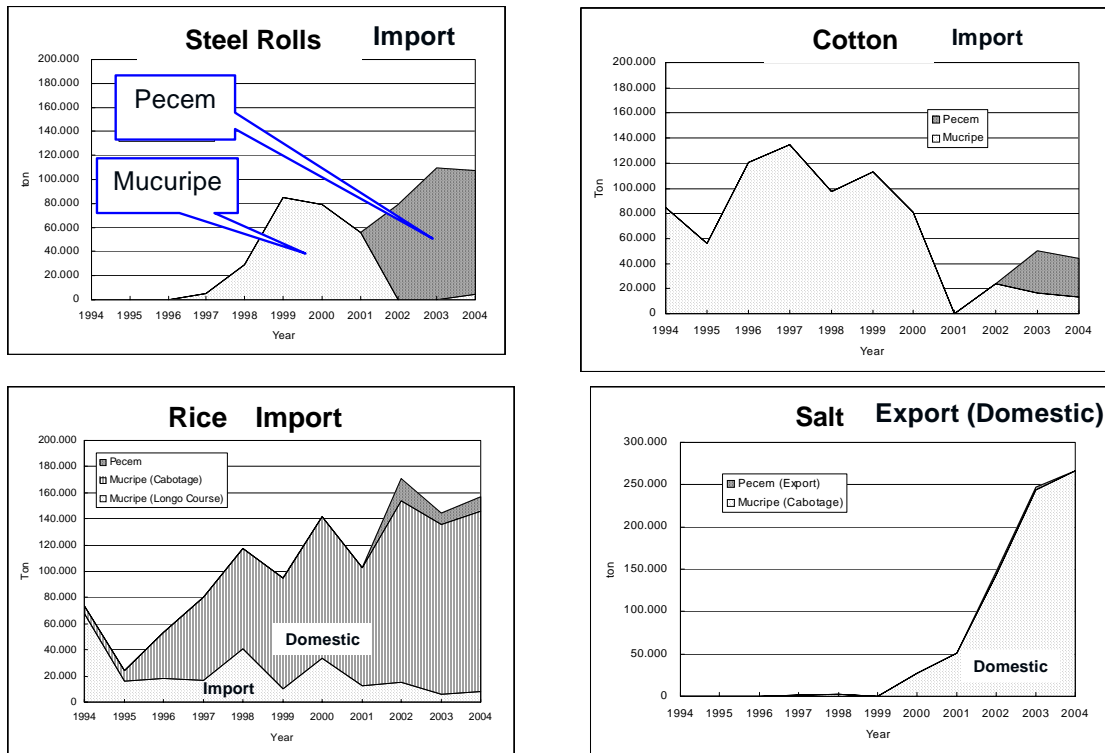 Steel Rolls Import
200.000
180.000
160.000
140.000
120.000
100.000
80.000
60.000
40.000
20.000
0
ton
Pecem
Mucuripe
1994 1995 1996 1997 1998 1999 2000 2001 2002 2003 2004
Year
Cotton Import
200.000
180.000
160.000
140.000
120.000
100.000
80.000
60.000
40.000
20.000
0
Ton
Pecem
Mucripe
1994 1995 1996 1997 1998 1999 2000 2001 2002 2003 2004
Year
Rice Import
200.000
180.000
160.000
140.000
120.000
100.000
80.000
60.000
40.000
20.000
0
Ton
Pecem
Mucripe (Cabotage)
Mucripe (Longo Course)
Domestic
Import
1994 1995 1996 1997 1998 1999 2000 2001 2002 2003 2004
Year
Salt Export (Domestic)
300.000
250.000
200.000
150.000
100.000
50.000
0
ton
Pecem (Export)
Mucripe (Cabotage)
Domestic
1994 1995 1996 1997 1998 1999 2000 2001 2002 2003 2004
Year